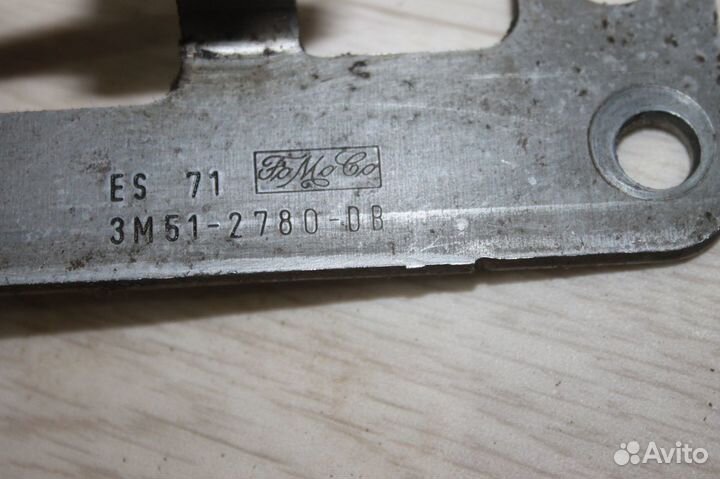 ES 71 FoMoCo
3M51-2780-DB
Avito